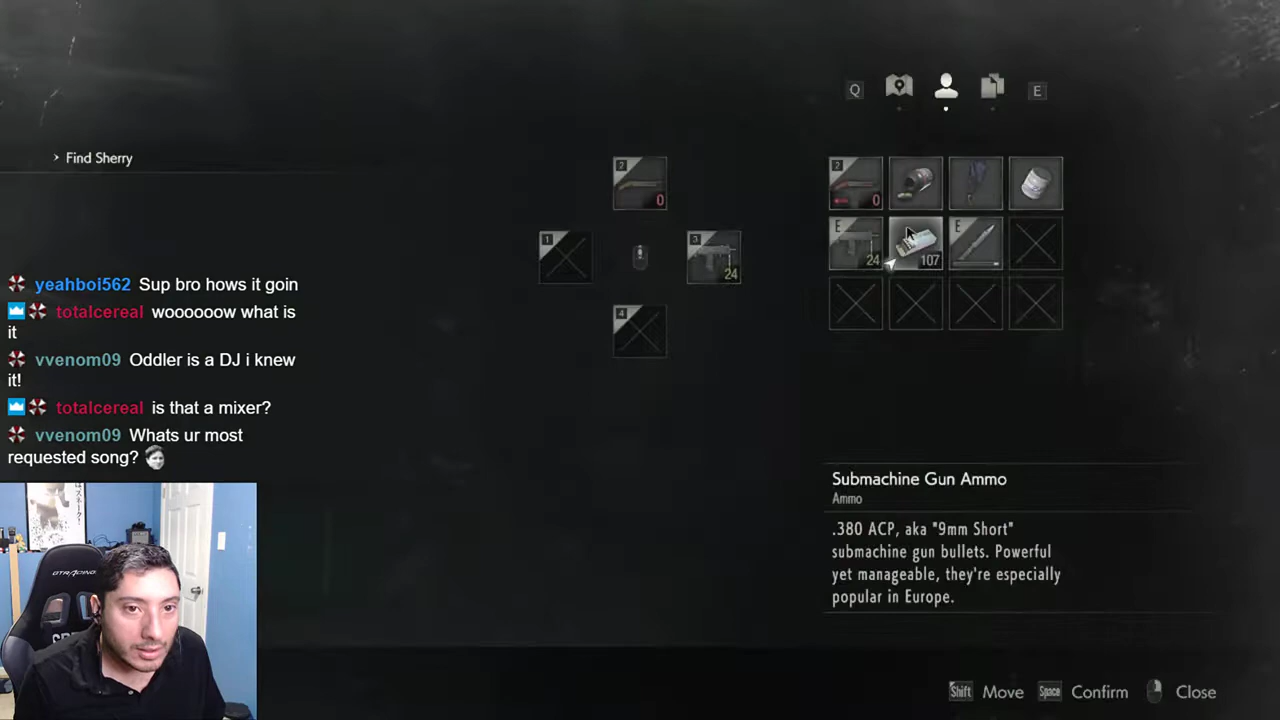 Q
E
> Find Sherry
2
0
1
3
24
4
2
0
E
24
107
E
yeahboi562 Sup bro hows it goin
totalcereal woooooow what is
it
vvenom09 Oddler is a DJ i knew
it!
totalcereal is that a mixer?
vvenom09 Whats ur most
requested song?
GTRACING
Submachine Gun Ammo
Ammo
.380 ACP, aka "9mm Short"
submachine gun bullets. Powerful
yet manageable, they're especially
popular in Europe.
Shift Move Space Confirm Close